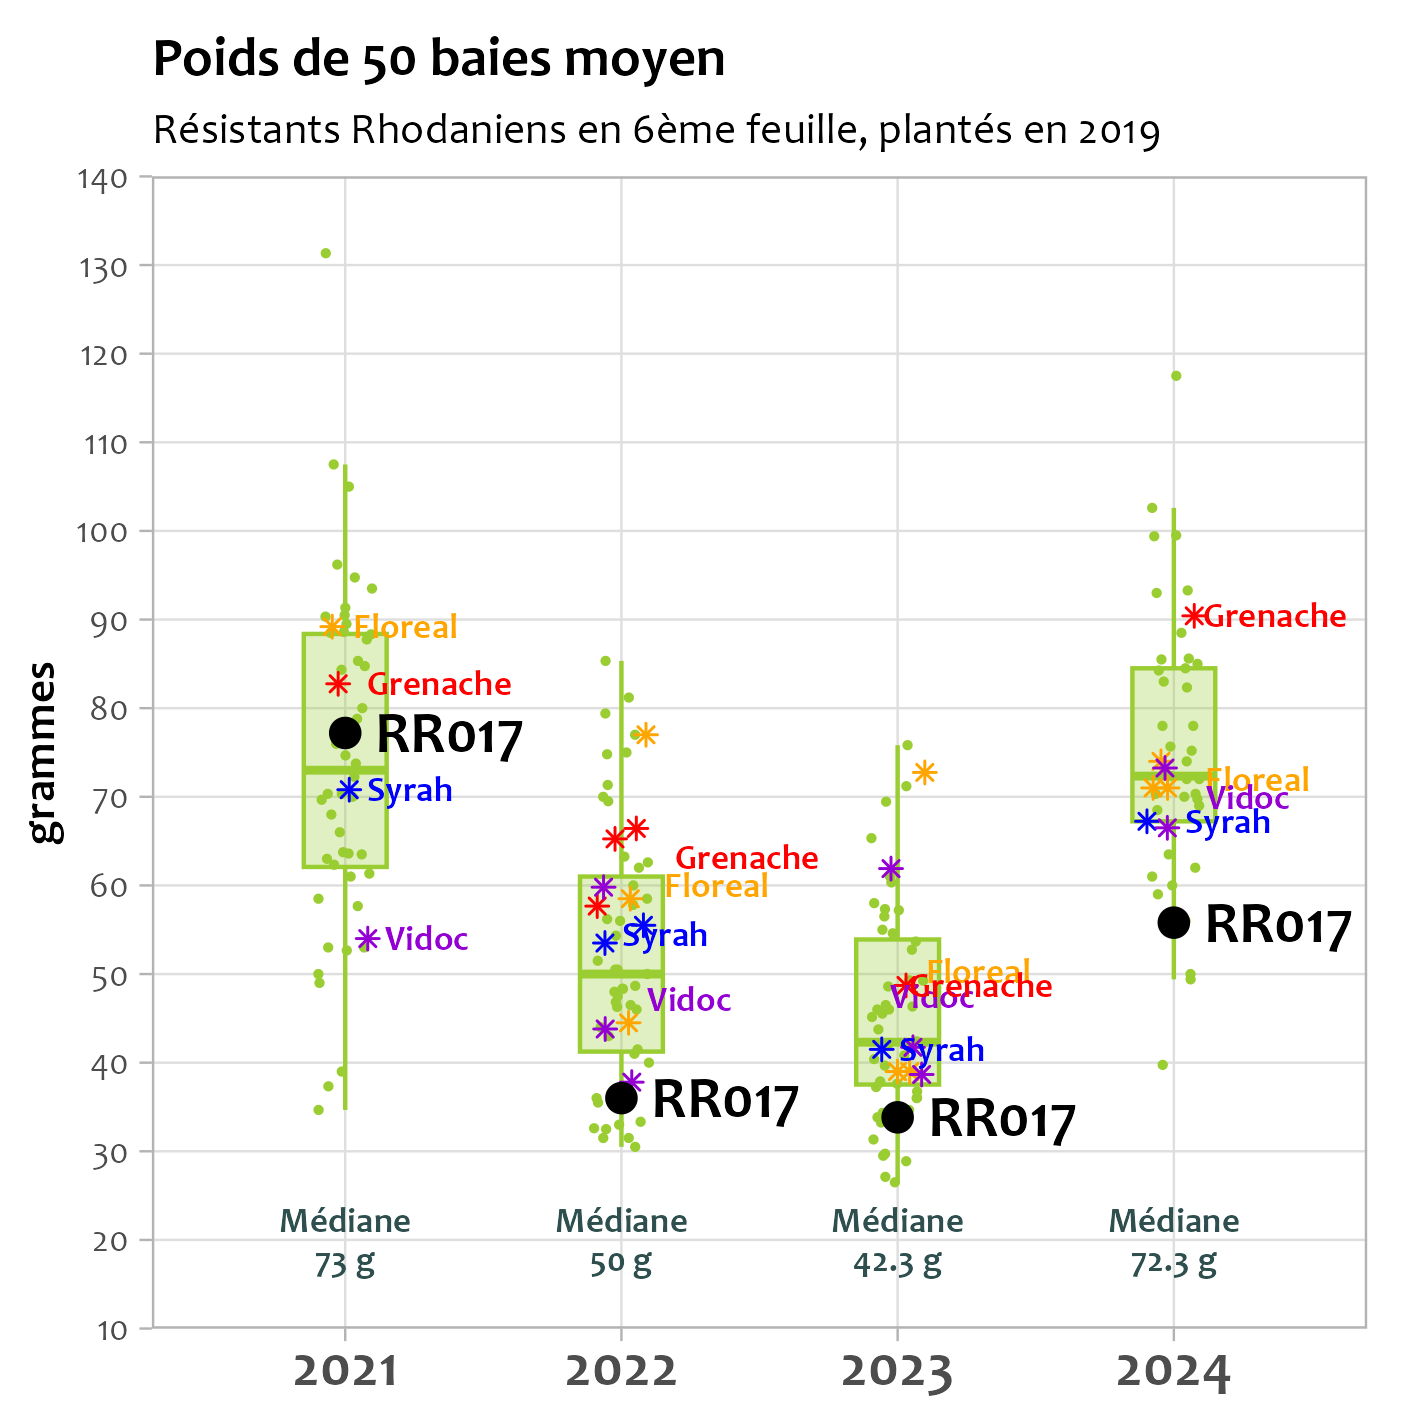 Poids de 50 baies moyen
Résistants Rhodaniens en 6ème feuille, plantés en 2019
grammes
140
130
120
110
100
90
80
70
60
50
40
30
20
10
Floreal
Grenache
RR017
Syrah
Vidoc
Grenache
Floreal
Syrah
Vidoc
RR017
Floreal
Grenache
Vidoc
Syrah
RR017
Grenache
Floreal
Vidoc
Syrah
RR017
Médiane
73 g
Médiane
50 g
Médiane
42.3 g
Médiane
72.3 g
2021
2022
2023
2024